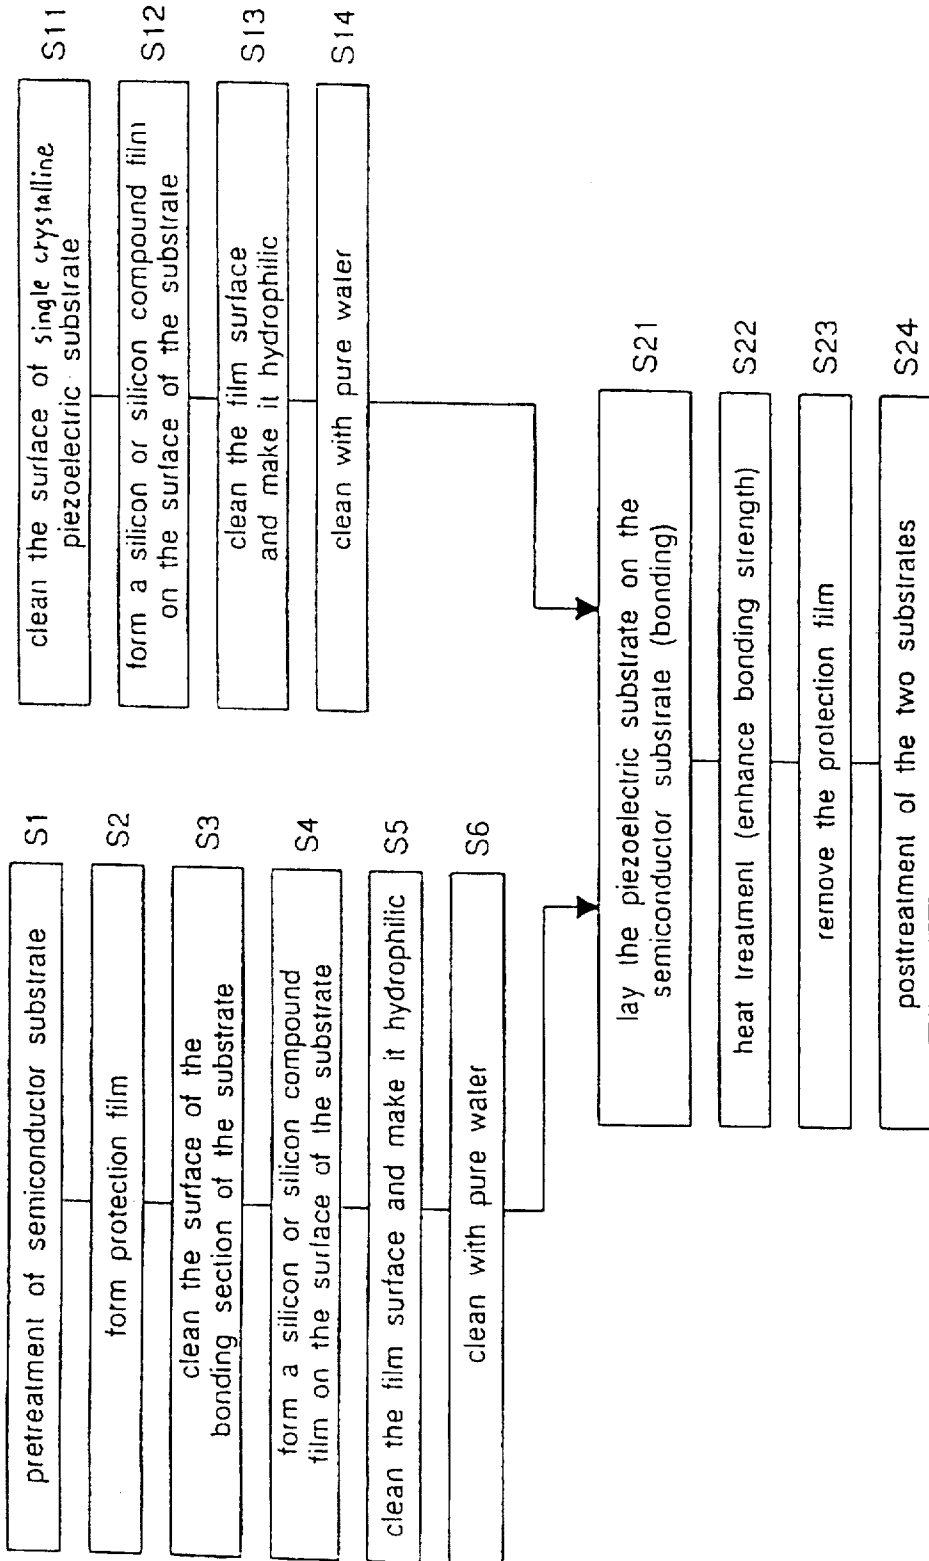 pretreatment of semiconductor substrate
S1
form protection film
S2
clean the surface of the
bonding section of the substrate
S3
form a silicon or silicon compound
film on the surface of the substrate
S4
clean the film surface and make it hydrophilic
S5
clean with pure water
S6
clean the surface of single crystalline
piezoelectric substrate
S11
form a silicon or silicon compound film
on the surface of the substrate
S12
clean the film surface
and make it hydrophilic
S13
clean with pure water
S14
lay the piezoelectric substrate on the
semiconductor substrate (bonding)
S21
heat treatment (enhance bonding strength)
S22
remove the protection film
S23
posttreatment of the two substrates
S24